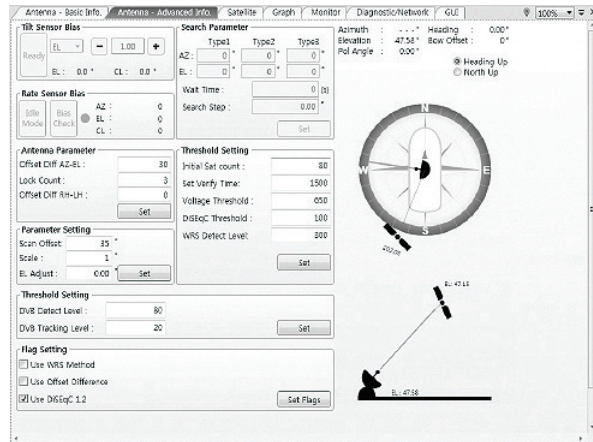 Antenna - Basic Info. Antenna - Advanced Info. Satellite Graph Monitor Diagnostic/Network GUI 100%
Tilt Sensor Bias
Ready EL - 1.00 +
EL : 0.0 ° CL : 0.0 °
Rate Sensor Bias
Idle Mode Bias Check
AZ : 0
EL : 0
CL : 0
Antenna Parameter
Offset Diff AZ-EL : 30
Lock Count : 3
Offset Diff RH-LH : 0
Set
Parameter Setting
Scan Offset 35 °
Scale : 1 °
EL Adjust : 0.00 ° Set
Threshold Setting
DVB Detect Level : 80
DVB Tracking Level : 20
Set
Flag Setting
Use WRS Method
Use Offset Difference
Use DiSEqC 1.2
Set Flags
Search Parameter
Type1 Type2 Type3
AZ : 0 ° 0 ° 0 °
EL : 0 ° 0 ° 0 °
Wait Time : 0 (s)
Search Step : 0.00 °
Set
Threshold Setting
Initial Sat count : 80
Set Verify Time: 1500
Voltage Threshold : 650
DiSEqC Threshold : 100
WRS Detect Level: 300
Set
Azimuth : ---.-° Heading : 0.00°
Elevation : 47.58° Bow Offset : 0°
Pol Angle : 0.00°
Heading Up
North Up
N
W E
S
202.08
EL: 47.18
EL : 47.58